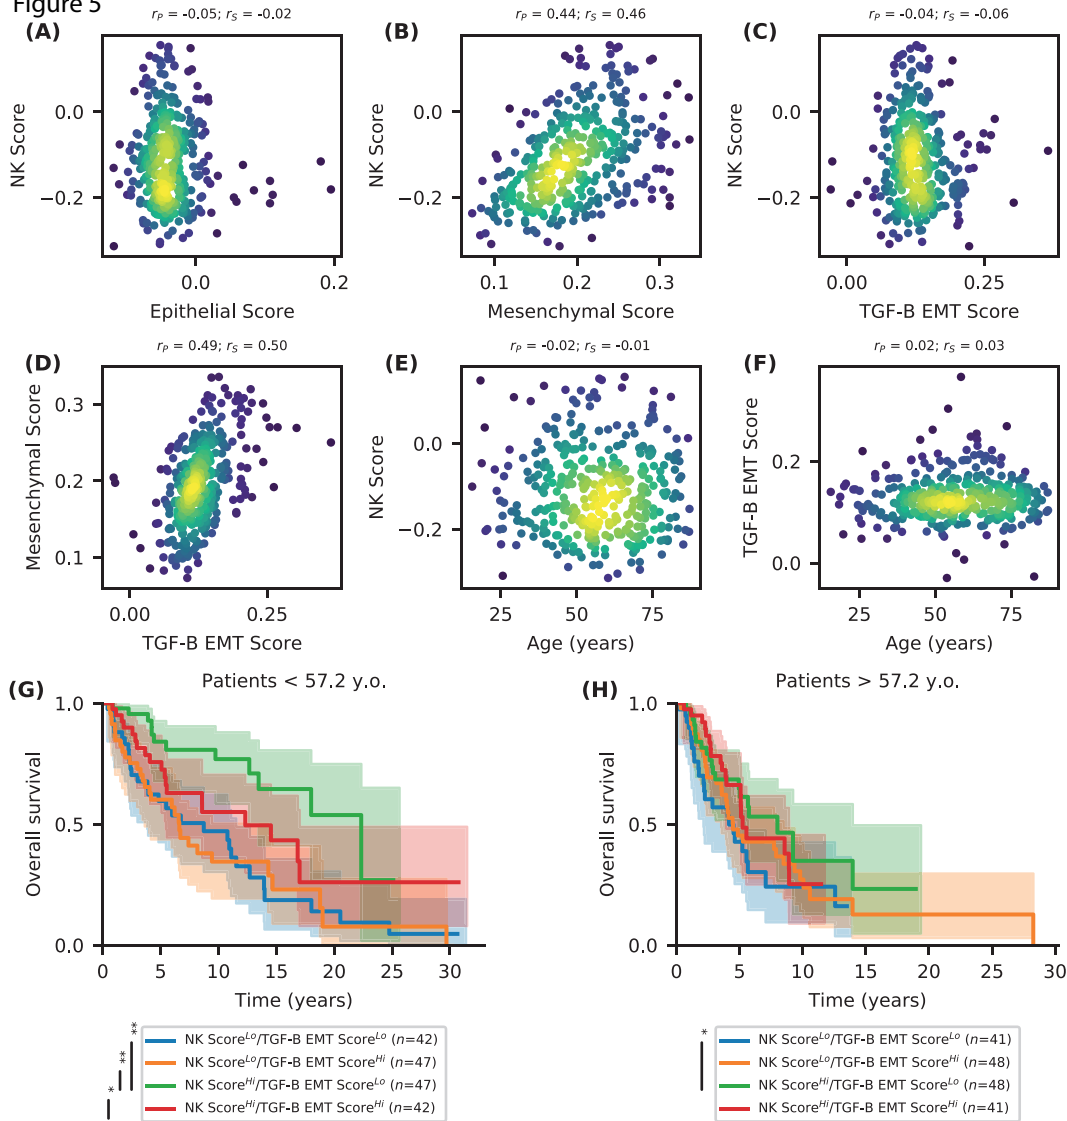 Figure 5
(A)
r_P = -0.05; r_S = -0.02
NK Score
0.0
−0.2
0.0
0.2
Epithelial Score
(B)
r_P = 0.44; r_S = 0.46
NK Score
0.0
−0.2
0.1
0.2
0.3
Mesenchymal Score
(C)
r_P = -0.04; r_S = -0.06
NK Score
0.0
−0.2
0.00
0.25
TGF-B EMT Score
(D)
r_P = 0.49; r_S = 0.50
Mesenchymal Score
0.3
0.2
0.1
0.00
0.25
TGF-B EMT Score
(E)
r_P = -0.02; r_S = -0.01
NK Score
0.0
−0.2
25
50
75
Age (years)
(F)
r_P = 0.02; r_S = 0.03
TGF-B EMT Score
0.2
0.0
25
50
75
Age (years)
(G)
Patients < 57.2 y.o.
Overall survival
1.0
0.5
0.0
0
5
10
15
20
25
30
Time (years)
**
**
*
NK Score^Lo/TGF-B EMT Score^Lo (n=42)
NK Score^Lo/TGF-B EMT Score^Hi (n=47)
NK Score^Hi/TGF-B EMT Score^Lo (n=47)
NK Score^Hi/TGF-B EMT Score^Hi (n=42)
(H)
Patients > 57.2 y.o.
Overall survival
1.0
0.5
0.0
0
5
10
15
20
25
30
Time (years)
*
NK Score^Lo/TGF-B EMT Score^Lo (n=41)
NK Score^Lo/TGF-B EMT Score^Hi (n=48)
NK Score^Hi/TGF-B EMT Score^Lo (n=48)
NK Score^Hi/TGF-B EMT Score^Hi (n=41)